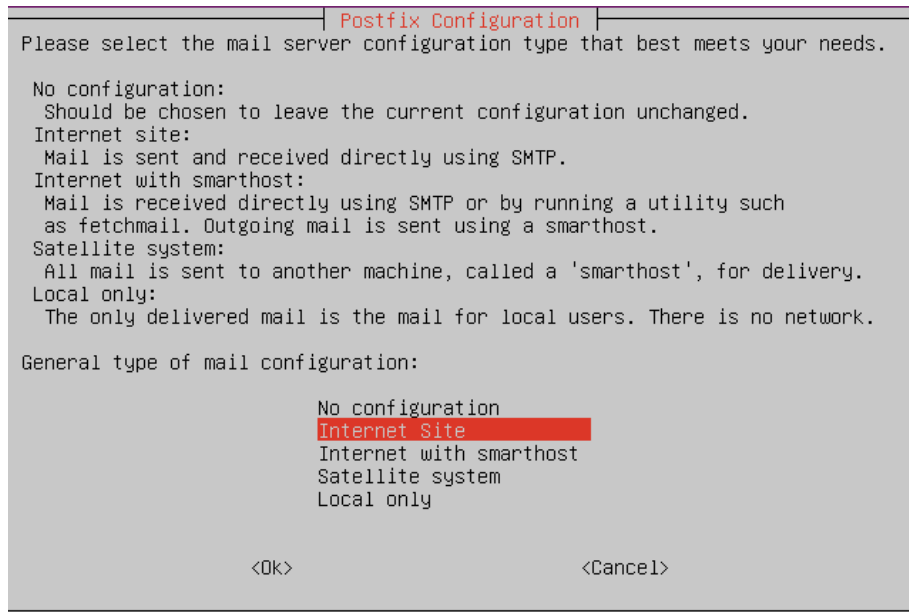 Postfix Configuration
Please select the mail server configuration type that best meets your needs.
No configuration:
Should be chosen to leave the current configuration unchanged.
Internet site:
Mail is sent and received directly using SMTP.
Internet with smarthost:
Mail is received directly using SMTP or by running a utility such
as fetchmail. Outgoing mail is sent using a smarthost.
Satellite system:
All mail is sent to another machine, called a 'smarthost', for delivery.
Local only:
The only delivered mail is the mail for local users. There is no network.
General type of mail configuration:
No configuration
Internet Site
Internet with smarthost
Satellite system
Local only
<Ok> <Cancel>